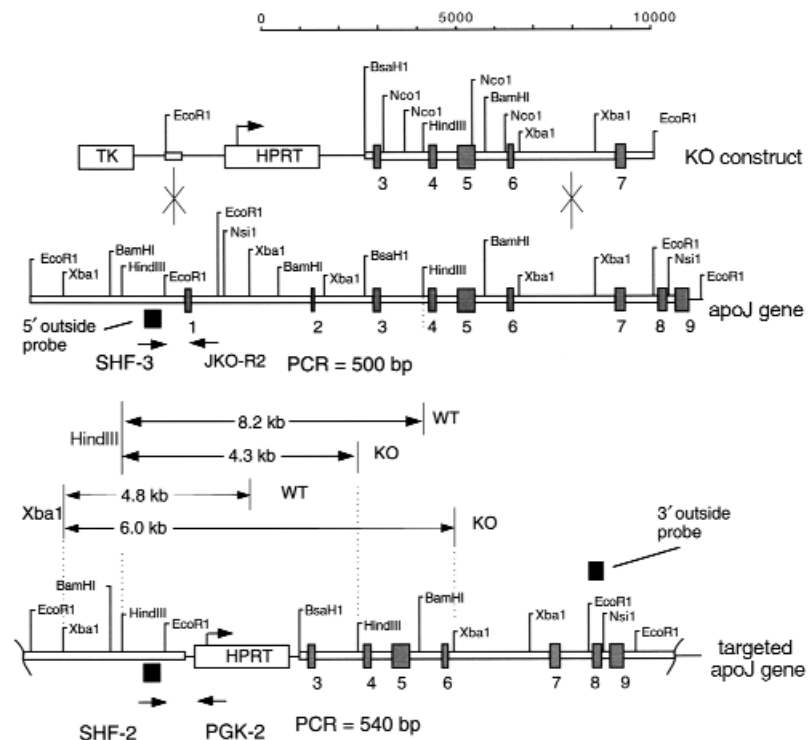 0 5000 10000
BsaH1
Nco1
Nco1
Nco1
BamHI
EcoR1
HindIII
Nco1
Xba1
Xba1
EcoR1
TK
HPRT
KO construct
3 4 5 6 7
EcoR1
Xba1
BamHI
HindIII
EcoR1
EcoR1
Nsi1
Xba1
BamHI
Xba1
BsaH1
HindIII
BamHI
Xba1
Xba1
EcoR1
Nsi1
EcoR1
apoJ gene
1 2 3 4 5 6 7 8 9
5′ outside
probe
SHF-3 JKO-R2 PCR = 500 bp
HindIII
8.2 kb WT
4.3 kb KO
Xba1
4.8 kb WT
6.0 kb KO
3′ outside
probe
EcoR1
Xba1
BamHI
HindIII
EcoR1
BsaH1
HindIII
BamHI
Xba1
Xba1
EcoR1
Nsi1
EcoR1
HPRT
targeted
apoJ gene
3 4 5 6 7 8 9
SHF-2 PGK-2 PCR = 540 bp